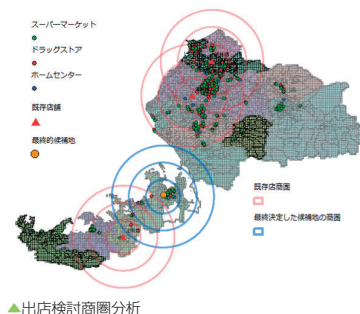 スーパーマーケット
ドラッグストア
ホームセンター
既存店舗
最終的候補地
既存店商圏
最終決定した候補地の商圏
▲出店検討商圏分析